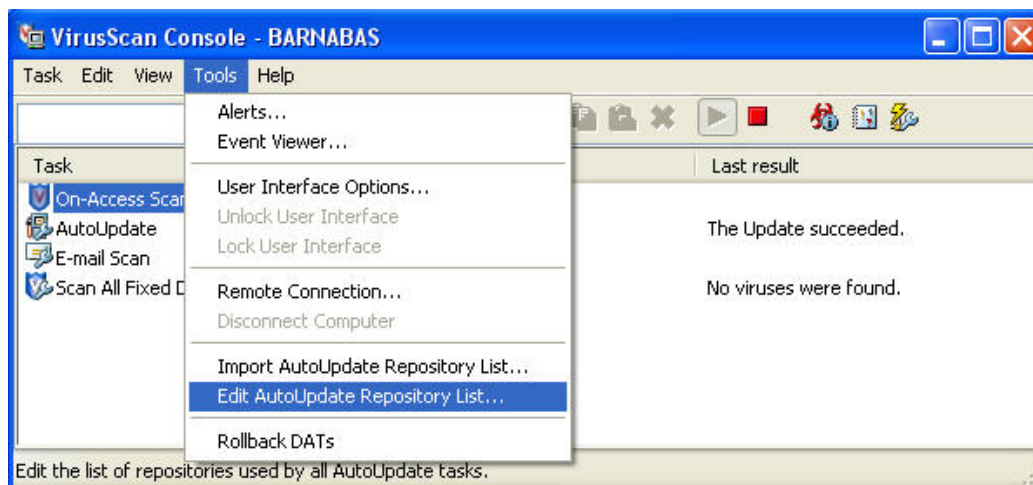 VirusScan Console - BARNABAS
Task Edit View Tools Help
Alerts...
Event Viewer...
User Interface Options...
Unlock User Interface
Lock User Interface
Remote Connection...
Disconnect Computer
Import AutoUpdate Repository List...
Edit AutoUpdate Repository List...
Rollback DATs
Task Last result
On-Access Scan
AutoUpdate The Update succeeded.
E-mail Scan
Scan All Fixed D No viruses were found.
Edit the list of repositories used by all AutoUpdate tasks.